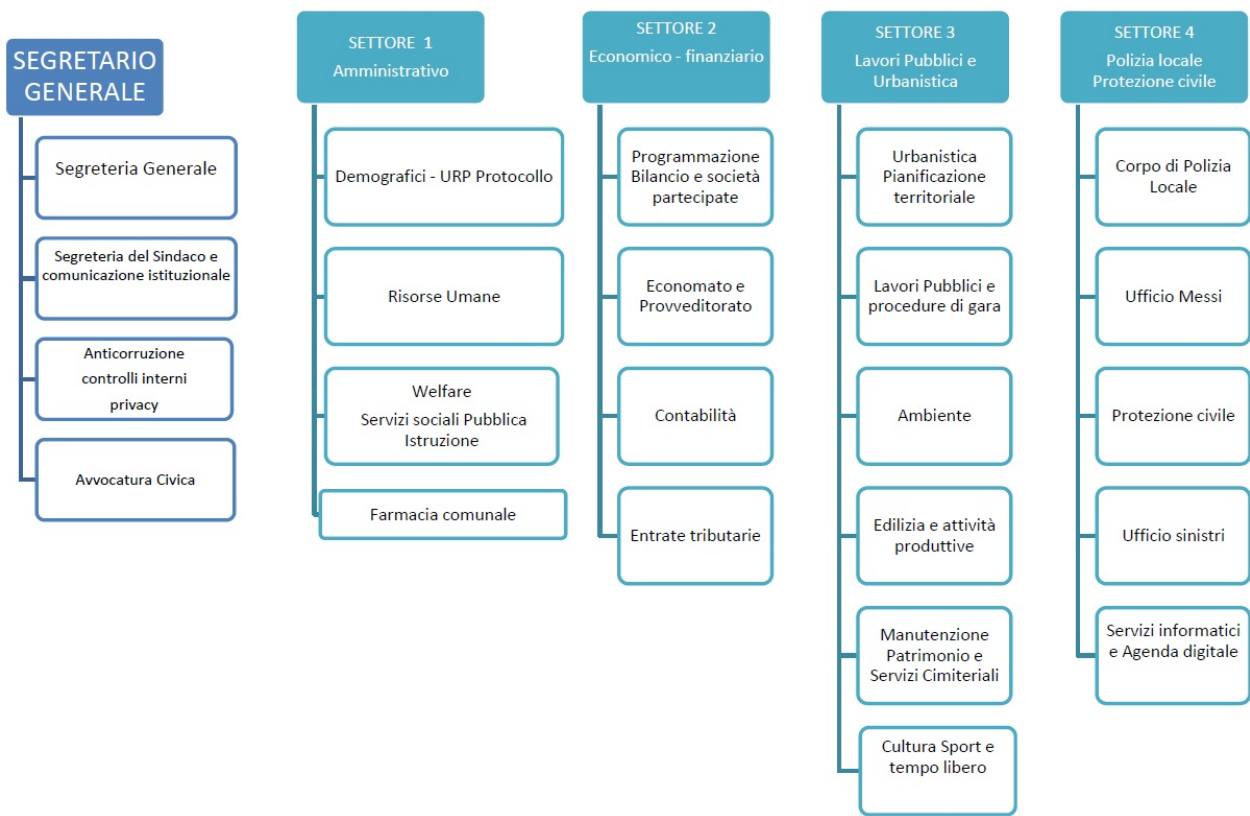 SEGRETARIO
GENERALE
Segreteria Generale
Segreteria del Sindaco e
comunicazione istituzionale
Anticorruzione
controlli interni
privacy
Avvocatura Civica
SETTORE 1
Amministrativo
Demografici - URP Protocollo
Risorse Umane
Welfare
Servizi sociali Pubblica
Istruzione
Farmacia comunale
SETTORE 2
Economico - finanziario
Programmazione
Bilancio e società
partecipate
Economato e
Provveditorato
Contabilità
Entrate tributarie
SETTORE 3
Lavori Pubblici e
Urbanistica
Urbanistica
Pianificazione
territoriale
Lavori Pubblici e
procedure di gara
Ambiente
Edilizia e attività
produttive
Manutenzione
Patrimonio e
Servizi Cimiteriali
Cultura Sport e
tempo libero
SETTORE 4
Polizia locale
Protezione civile
Corpo di Polizia
Locale
Ufficio Messi
Protezione civile
Ufficio sinistri
Servizi informatici
e Agenda digitale